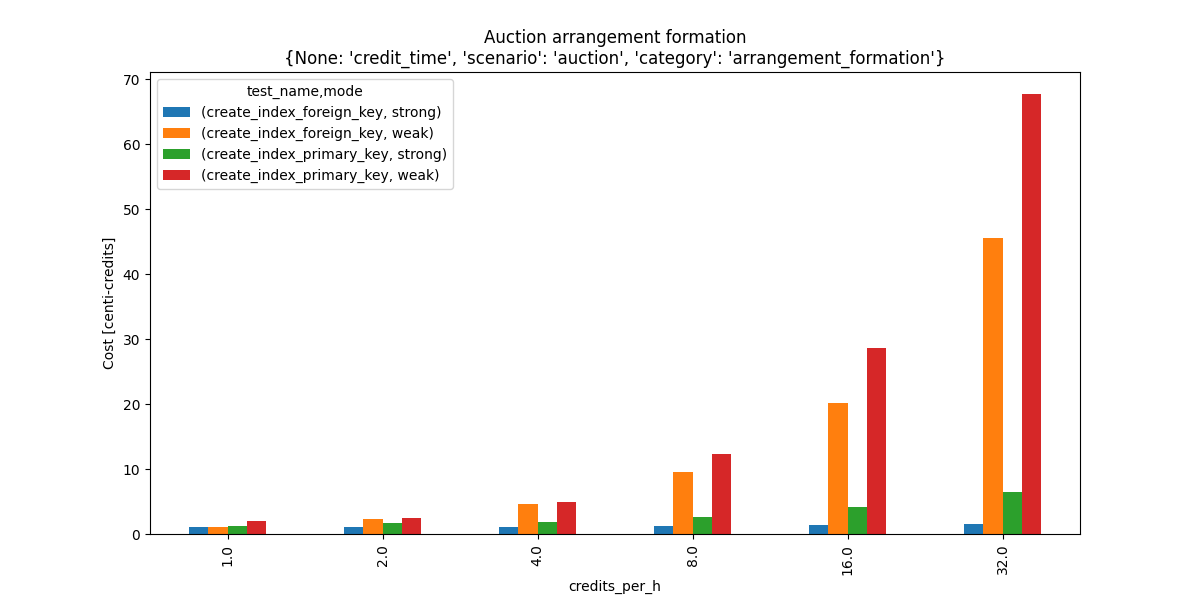 Auction arrangement formation
{None: 'credit_time', 'scenario': 'auction', 'category': 'arrangement_formation'}
test_name,mode
(create_index_foreign_key, strong)
(create_index_foreign_key, weak)
(create_index_primary_key, strong)
(create_index_primary_key, weak)
Cost [centi-credits]
70
60
50
40
30
20
10
0
1.0
2.0
4.0
8.0
16.0
32.0
credits_per_h